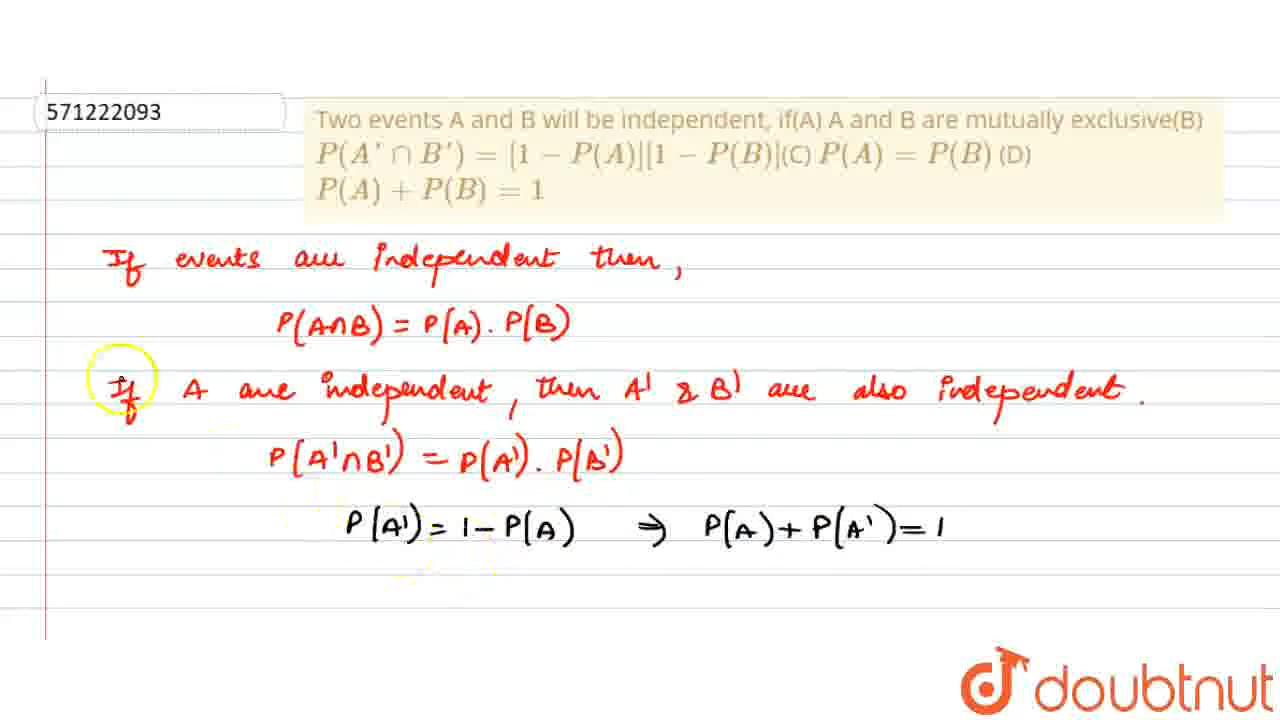 571222093
Two events A and B will be independent, if(A) A and B are mutually exclusive(B)
P(A' ∩ B') = [1 − P(A)][1 − P(B)](C) P(A) = P(B) (D)
P(A) + P(B) = 1
If events are independent then,
P(A∩B) = P(A). P(B)
If A are independent, then A' & B' are also independent.
P(A'∩B') = P(A'). P(B')
P(A') = 1 − P(A) ⇒ P(A) + P(A') = 1
doubtnut